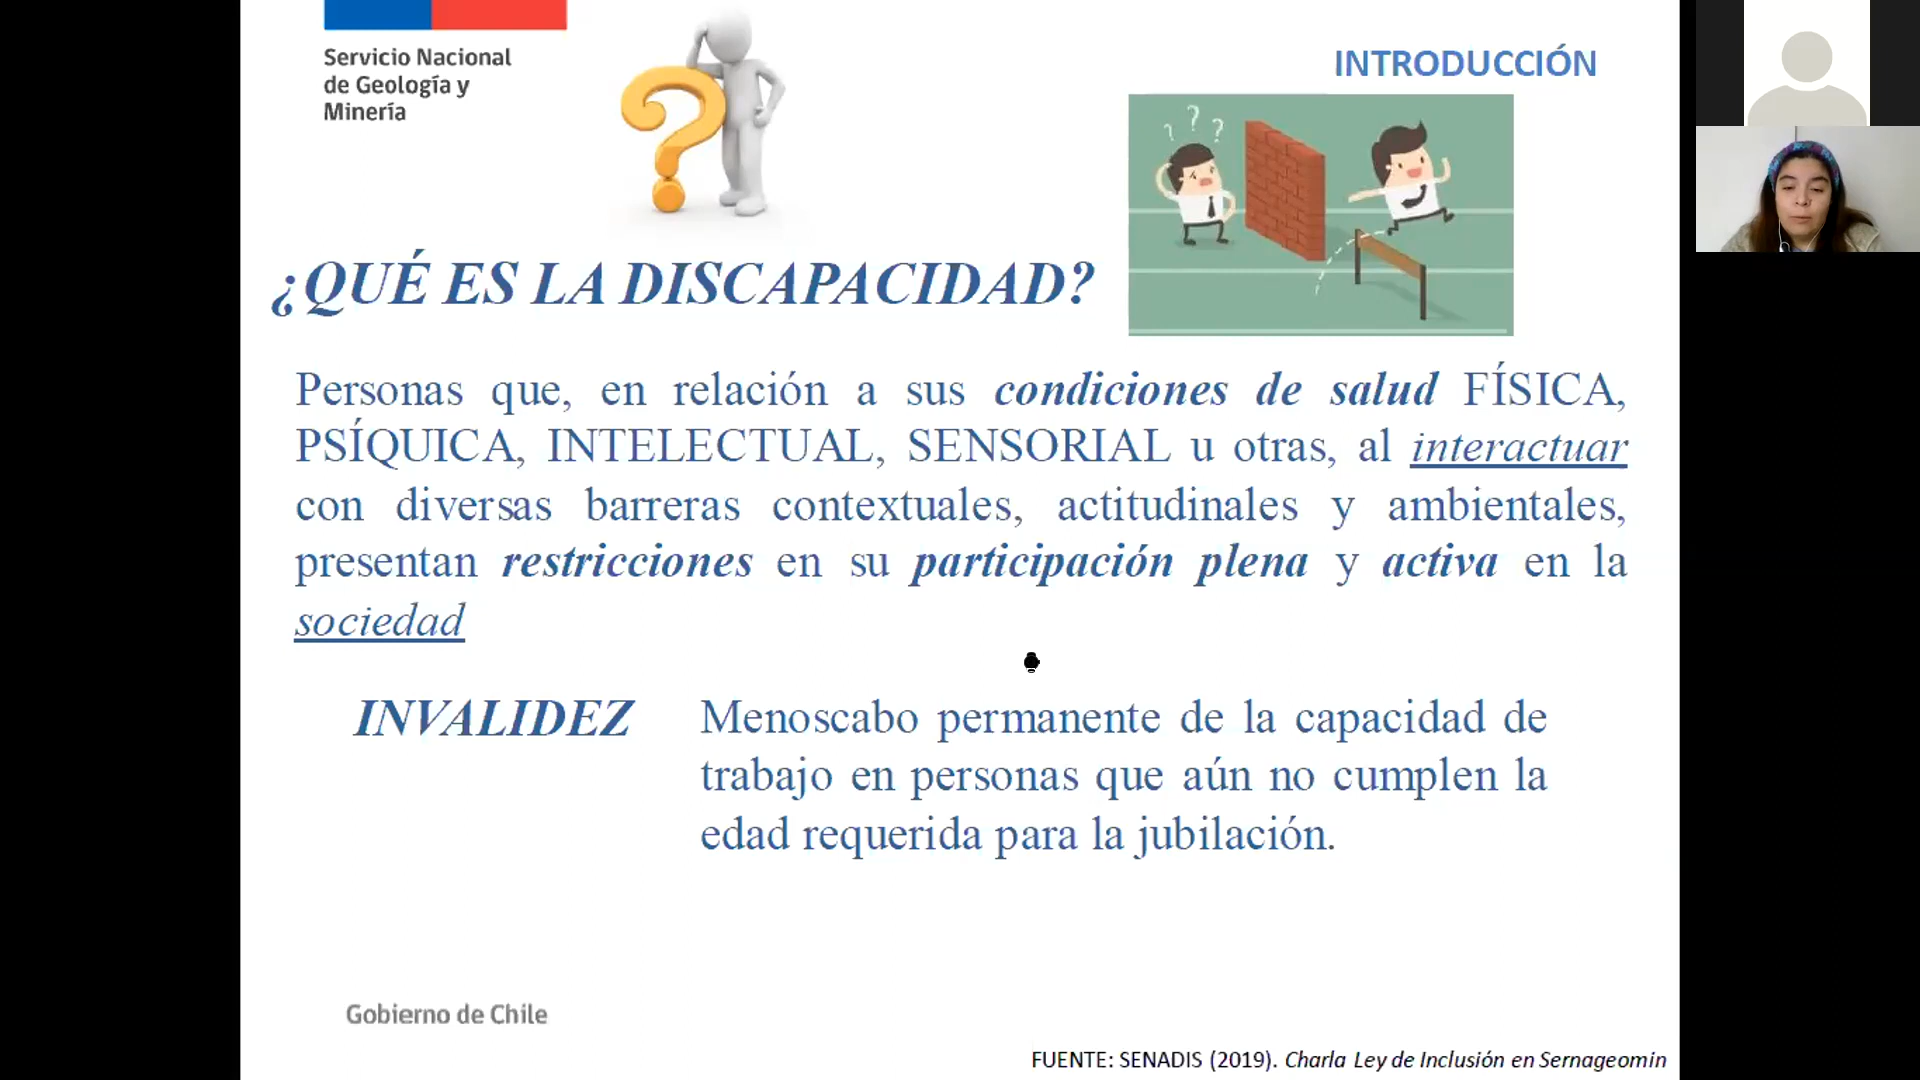 Servicio Nacional
de Geología y
Minería
INTRODUCCIÓN
¿QUÉ ES LA DISCAPACIDAD?
Personas que, en relación a sus condiciones de salud FÍSICA,
PSÍQUICA, INTELECTUAL, SENSORIAL u otras, al interactuar
con diversas barreras contextuales, actitudinales y ambientales,
presentan restricciones en su participación plena y activa en la
sociedad
INVALIDEZ
Menoscabo permanente de la capacidad de
trabajo en personas que aún no cumplen la
edad requerida para la jubilación.
Gobierno de Chile
FUENTE: SENADIS (2019). Charla Ley de Inclusión en Sernageomin